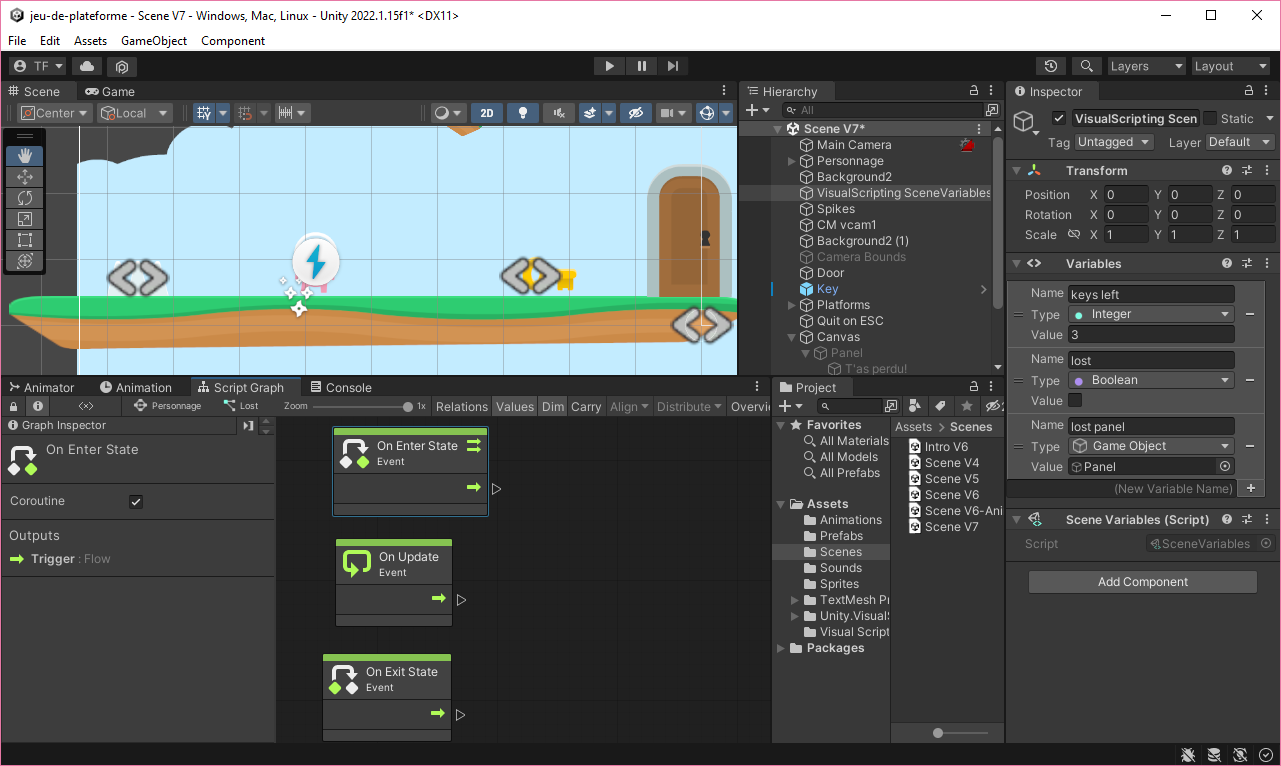 jeu-de-plateforme - Scene V7 - Windows, Mac, Linux - Unity 2022.1.15f1* <DX11>
File Edit Assets GameObject Component
TF Layers Layout
Scene Game
Center Local 2D
Hierarchy
All
Scene V7*
Main Camera
Personnage
Background2
VisualScripting SceneVariables
Spikes
CM vcam1
Background2 (1)
Camera Bounds
Door
Key
Platforms
Quit on ESC
Canvas
Panel
T'as perdu!
Inspector
VisualScripting Scen Static
Tag Untagged Layer Default
Transform
Position X 0 Y 0 Z 0
Rotation X 0 Y 0 Z 0
Scale X 1 Y 1 Z 1
Variables
Name keys left
Type Integer
Value 3
Name lost
Type Boolean
Value
Name lost panel
Type Game Object
Value Panel
(New Variable Name) +
Scene Variables (Script)
Script SceneVariables
Add Component
Animator Animation Script Graph Console
Personnage Lost Zoom 1x Relations Values Dim Carry Align Distribute Overvi
Graph Inspector
On Enter State
Coroutine
Outputs
Trigger : Flow
On Enter State
Event
On Update
Event
On Exit State
Event
Project
Favorites
All Materials
All Models
All Prefabs
Assets
Animations
Prefabs
Scenes
Sounds
Sprites
TextMesh Pr
Unity.VisualS
Visual Script
Packages
Assets > Scenes
Intro V6
Scene V4
Scene V5
Scene V6
Scene V6-Ani
Scene V7